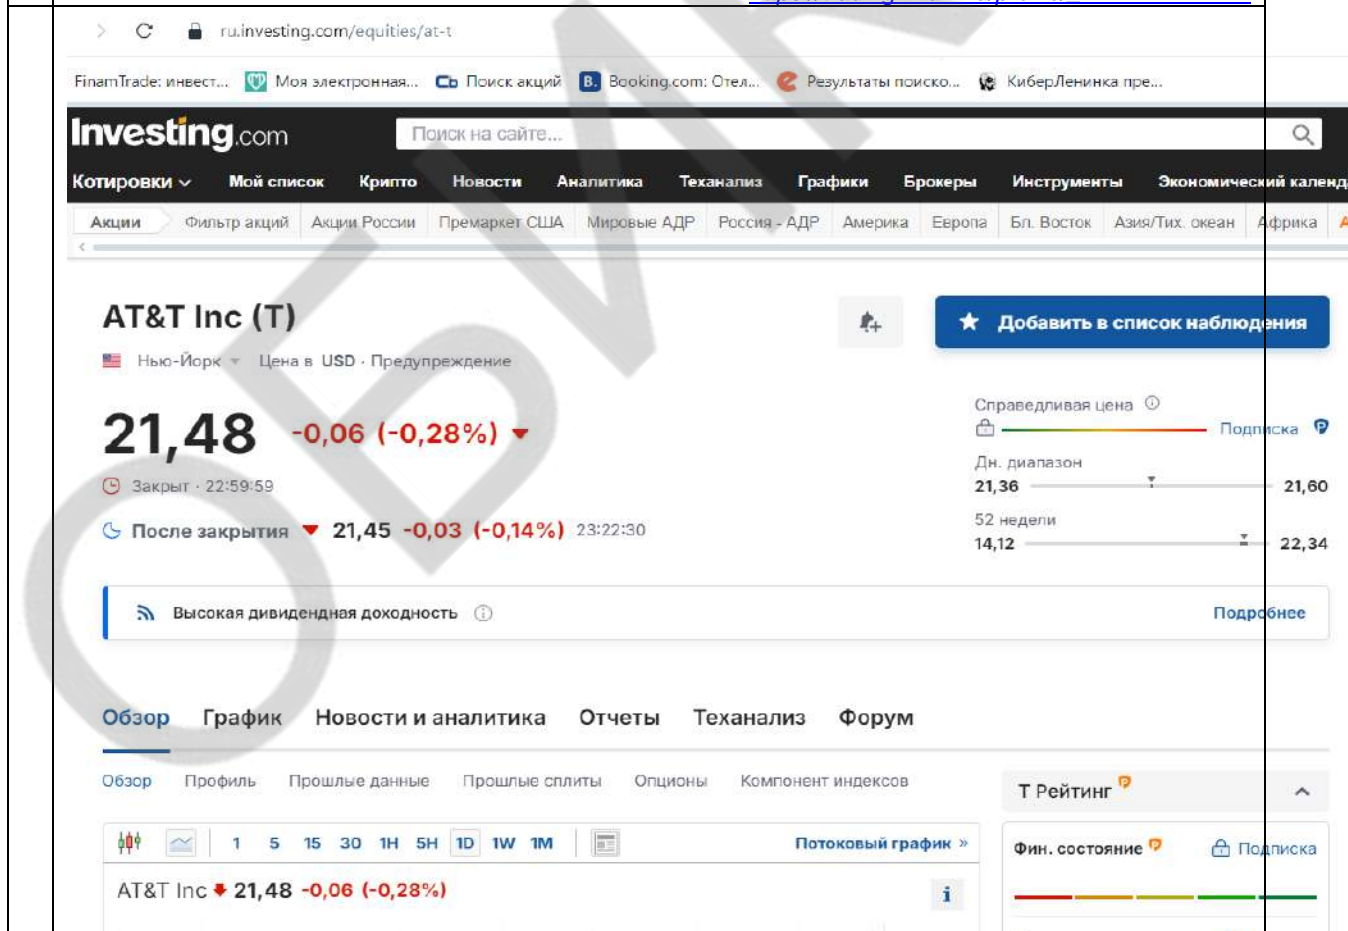 ru.investing.com/equities/at-t
FinamTrade: инвест... Моя электронная... Поиск акций Booking.com: Отел... Результаты поиско... КиберЛенинка пре...
Investing.com Поиск на сайте...
Котировки Мой список Крипто Новости Аналитика Теханализ Графики Брокеры Инструменты Экономический календ
Акции Фильтр акций Акции России Премаркет США Мировые АДР Россия - АДР Америка Европа Бл. Восток Азия/Тих. океан Африка
AT&T Inc (T)
Добавить в список наблюдения
Нью-Йорк Цена в USD · Предупреждение
21,48 -0,06 (-0,28%)
Справедливая цена
Подписка
Закрыт · 22:59:59
Дн. диапазон
21,36 21,60
После закрытия 21,45 -0,03 (-0,14%) 23:22:30
52 недели
14,12 22,34
Высокая дивидендная доходность Подробнее
Обзор График Новости и аналитика Отчеты Теханализ Форум
Обзор Профиль Прошлые данные Прошлые сплиты Опционы Компонент индексов
T Рейтинг
1 5 15 30 1H 5H 1D 1W 1M Потоковый график »
Фин. состояние Подписка
AT&T Inc 21,48 -0,06 (-0,28%)